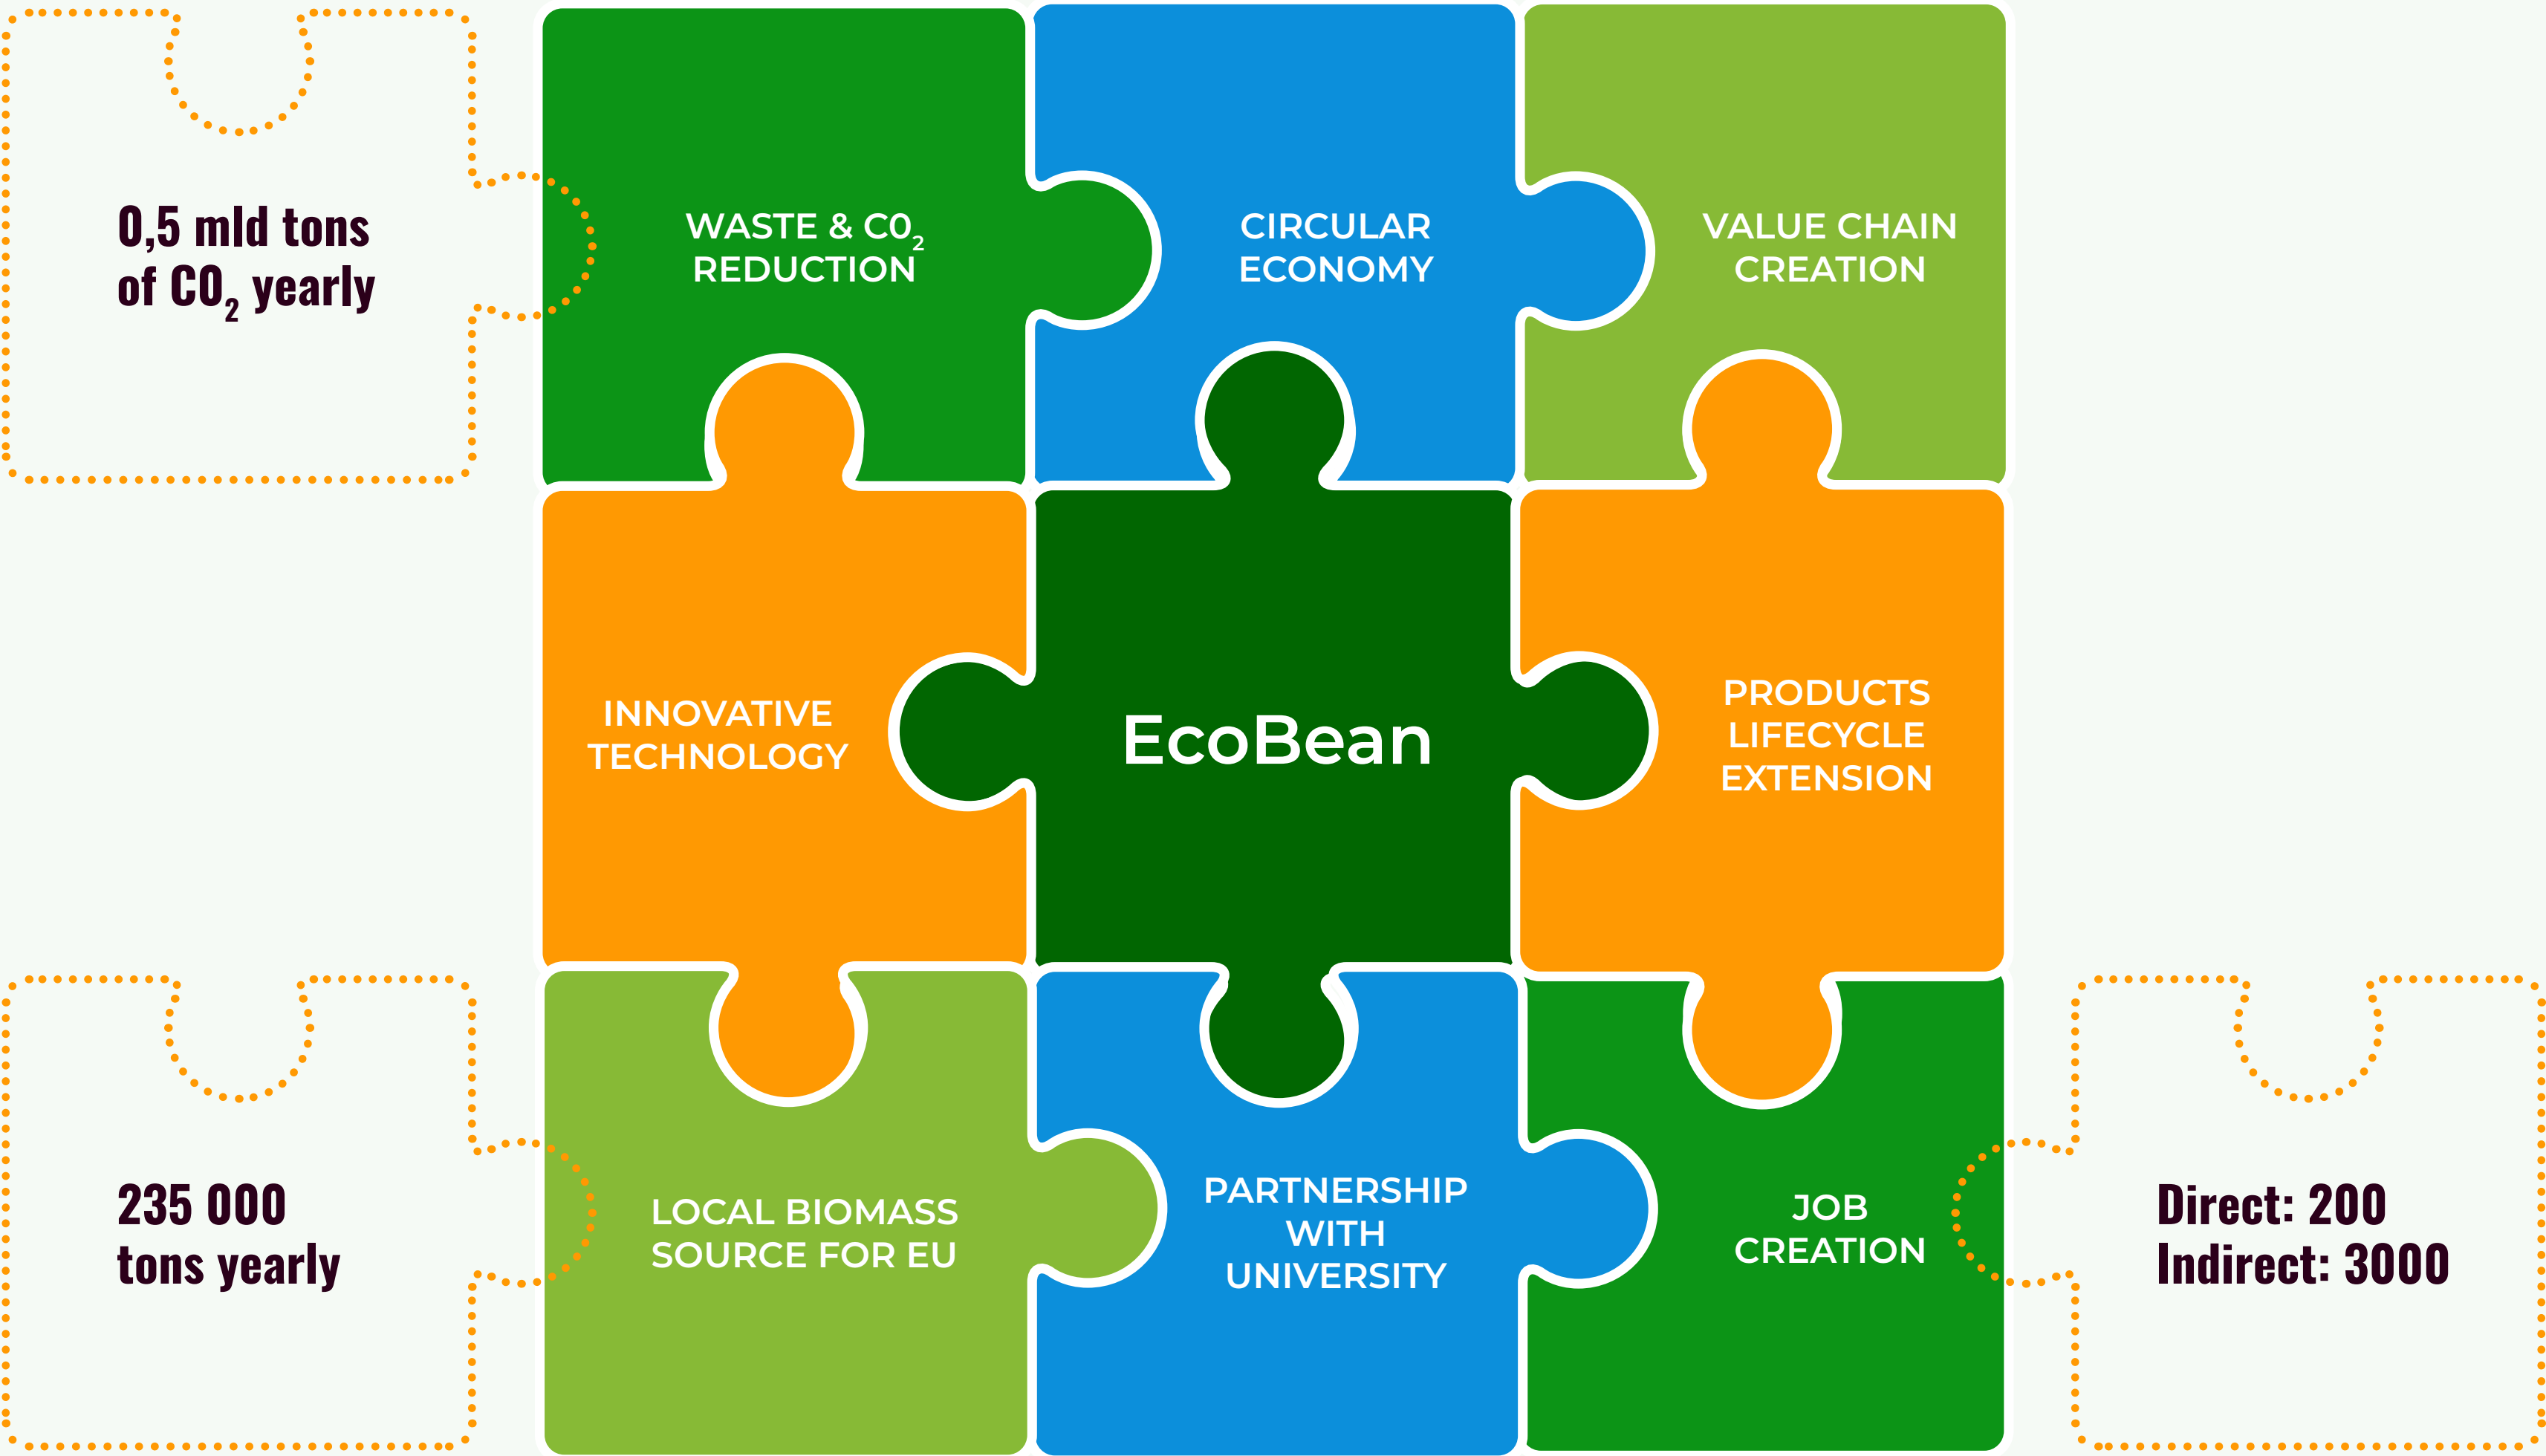 0,5 mld tons
of CO₂ yearly
WASTE & C0₂
REDUCTION
CIRCULAR
ECONOMY
VALUE CHAIN
CREATION
INNOVATIVE
TECHNOLOGY
EcoBean
PRODUCTS
LIFECYCLE
EXTENSION
235 000
tons yearly
LOCAL BIOMASS
SOURCE FOR EU
PARTNERSHIP
WITH
UNIVERSITY
JOB
CREATION
Direct: 200
Indirect: 3000